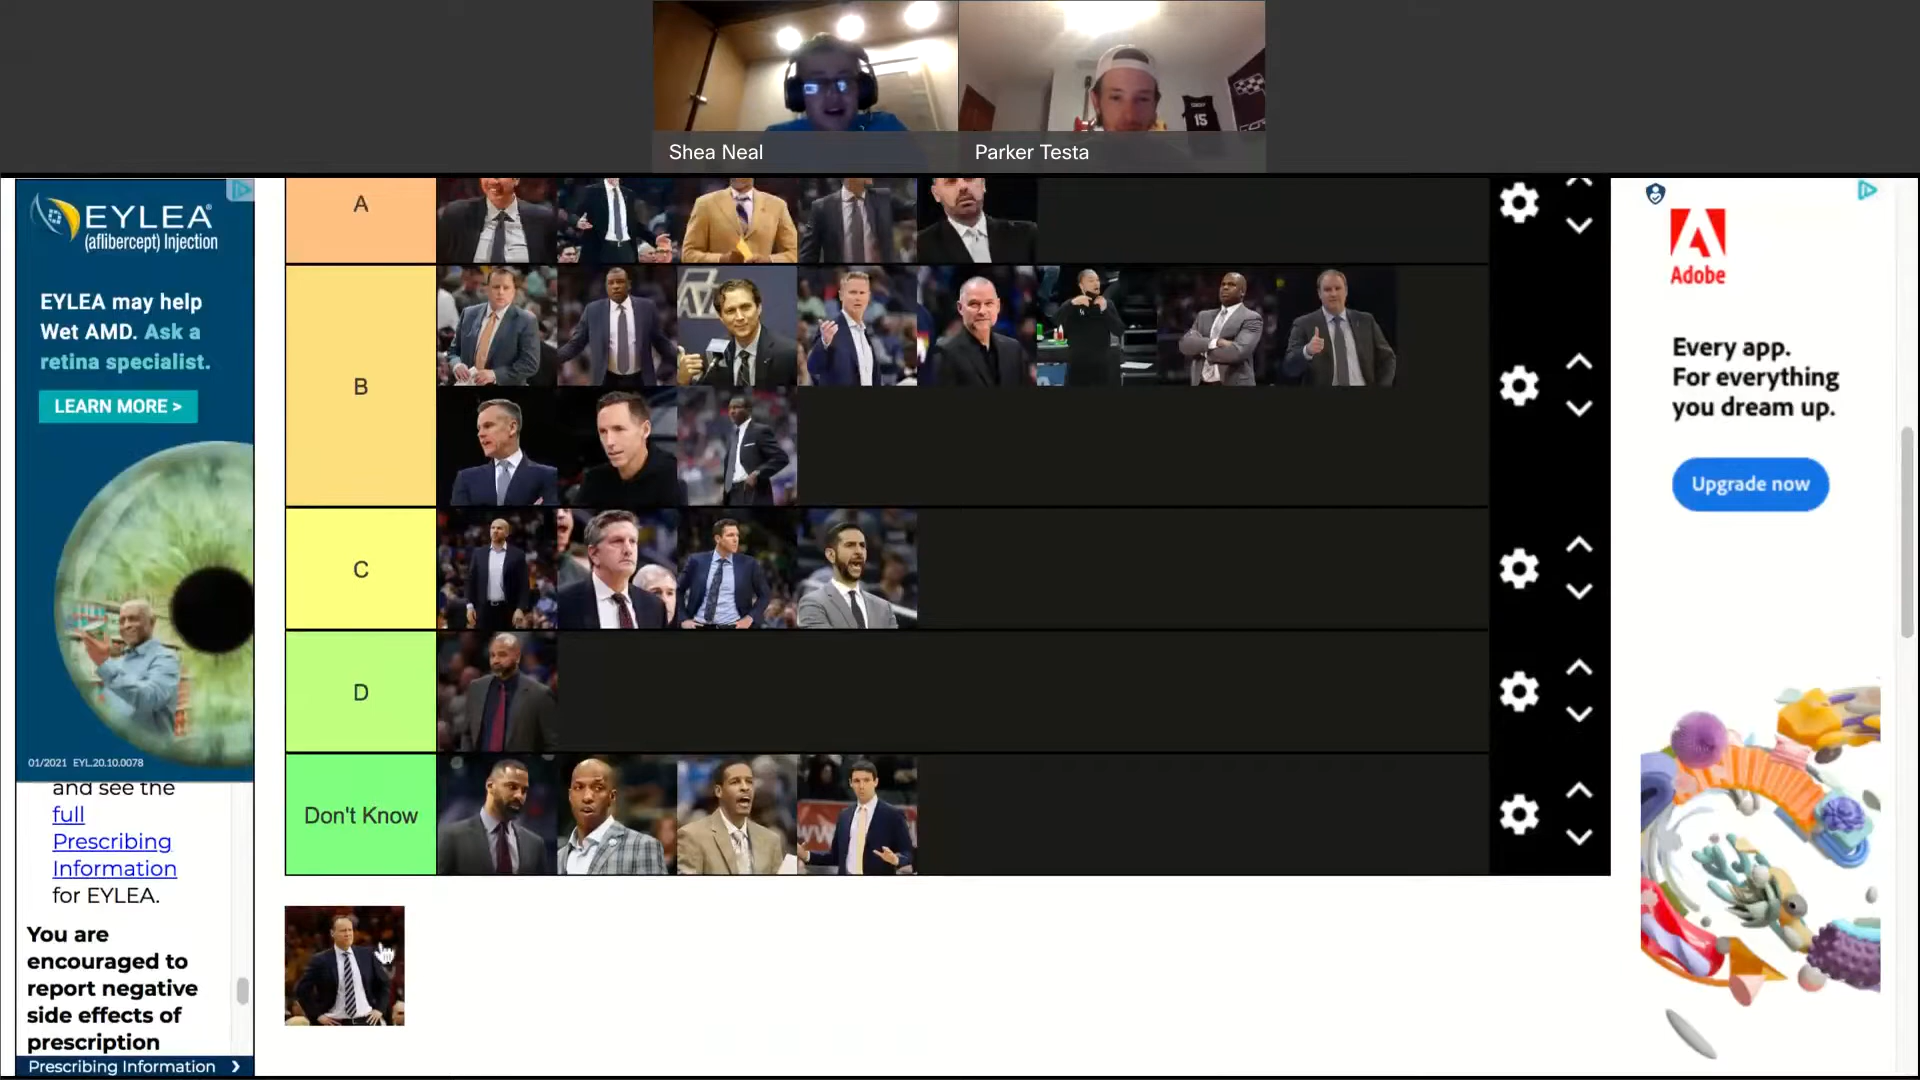 Shea Neal
Parker Testa
15
EYLEA®
(aflibercept) Injection
EYLEA may help
Wet AMD. Ask a
retina specialist.
LEARN MORE >
01/2021 EYL.20.10.0078
and see the
full
Prescribing
Information
for EYLEA.
You are
encouraged to
report negative
side effects of
prescription
Prescribing Information
A
B
C
D
Don't Know
Adobe
Every app.
For everything
you dream up.
Upgrade now